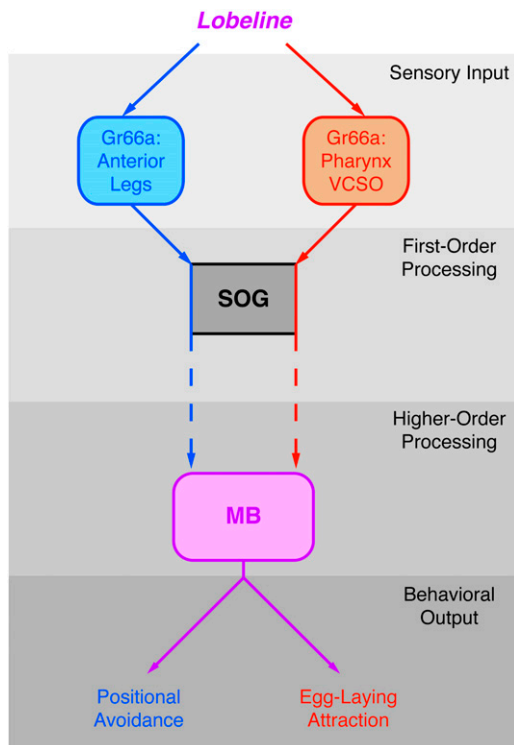 Lobeline
Sensory Input
Gr66a:
Anterior
Legs
Gr66a:
Pharynx
VCSO
First-Order
Processing
SOG
Higher-Order
Processing
MB
Behavioral
Output
Positional
Avoidance
Egg-Laying
Attraction